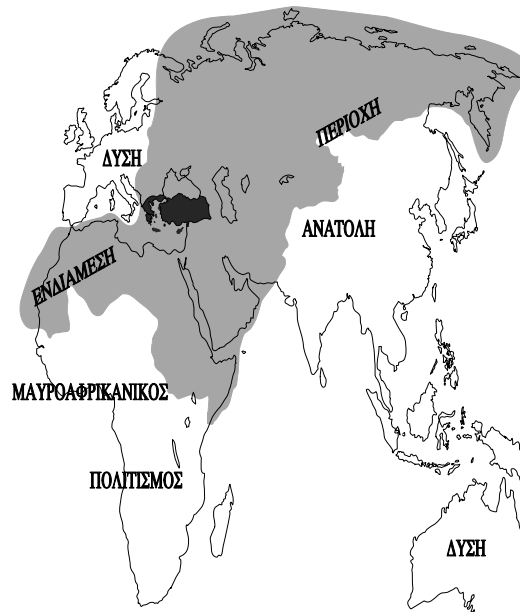 ΔΥΣΗ
ΠΕΡΙΟΧΗ
ΑΝΑΤΟΛΗ
ΕΝΔΙΑΜΕΣΗ
ΜΑΥΡΟΑΦΡΙΚΑΝΙΚΟΣ
ΠΟΛΙΤΙΣΜΟΣ
ΔΥΣΗ